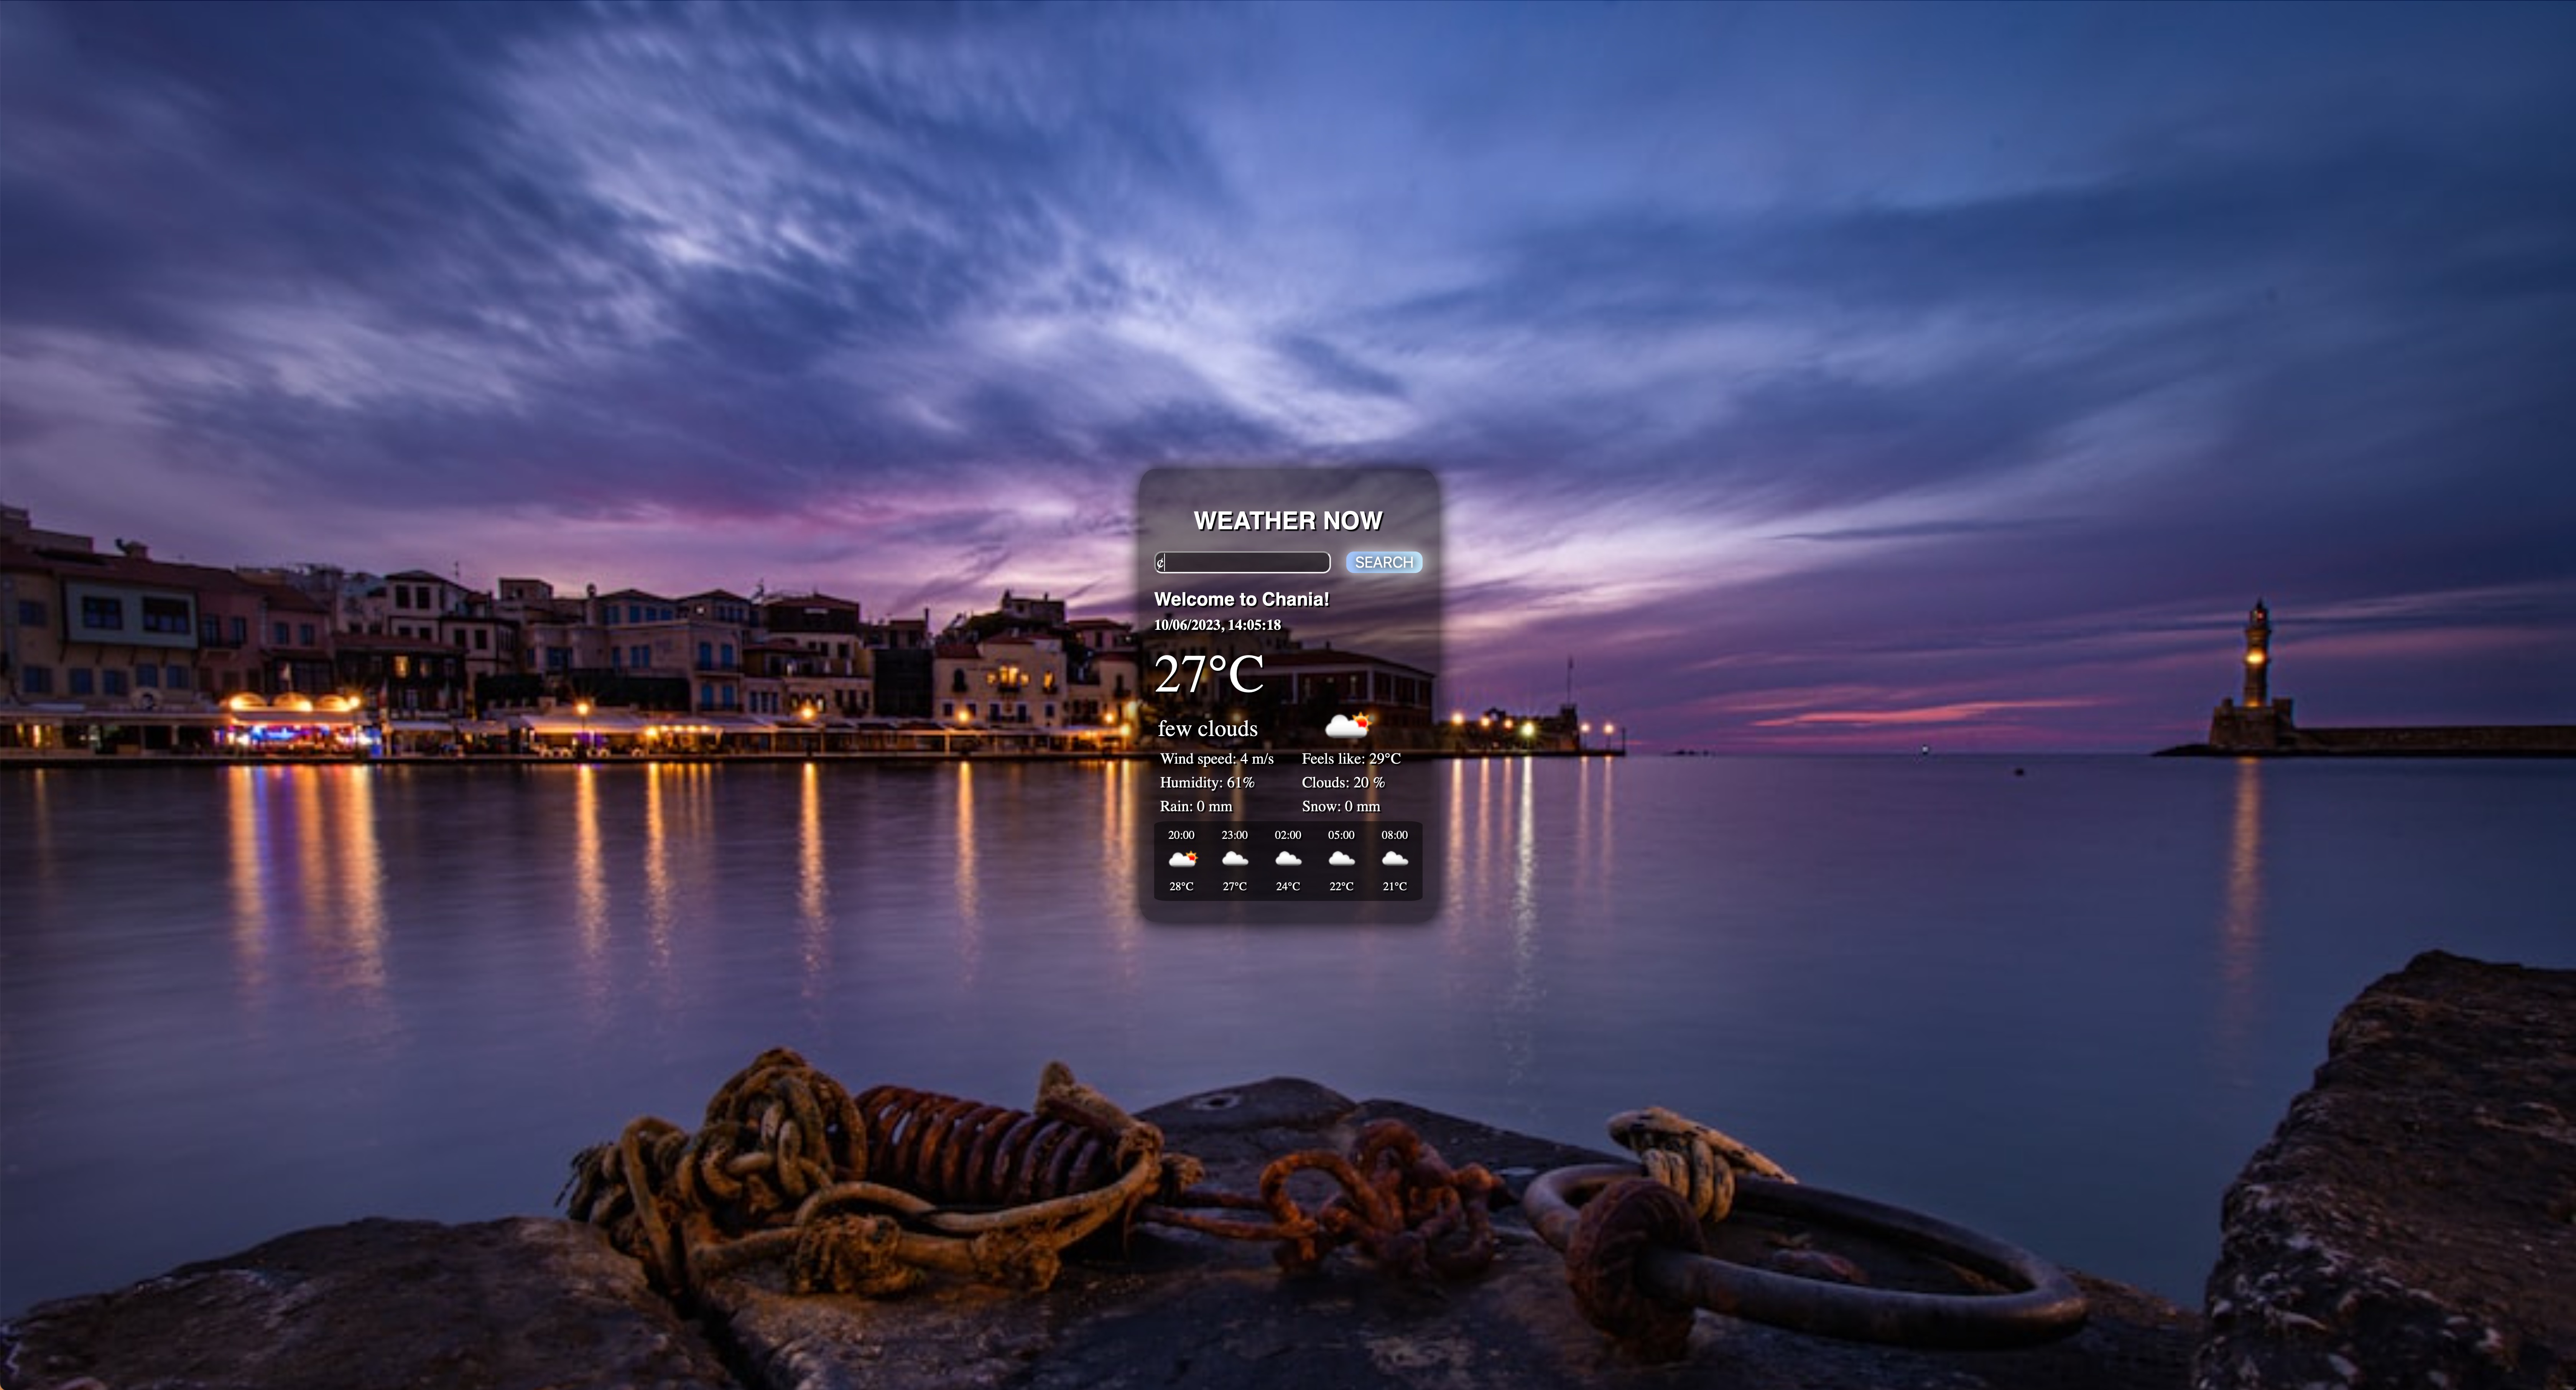 WEATHER NOW
¢ SEARCH
Welcome to Chania!
10/06/2023, 14:05:18
27°C
few clouds
Wind speed: 4 m/s Feels like: 29°C
Humidity: 61% Clouds: 20 %
Rain: 0 mm Snow: 0 mm
20:00 23:00 02:00 05:00 08:00
28°C 27°C 24°C 22°C 21°C